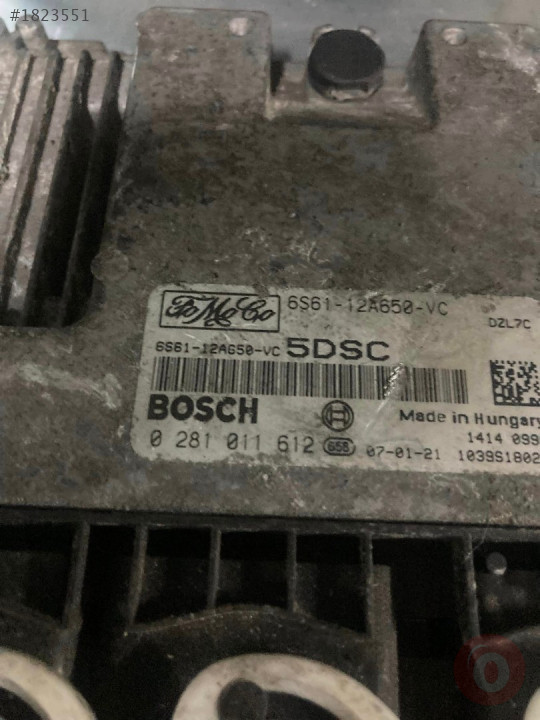 #1823551
FoMoCo 6S61-12A650-VC
DZL7C
6S61-12A650-VC 5DSC
BOSCH
Made in Hungary
0 281 011 612 07-01-21
1414 099
1039S1802